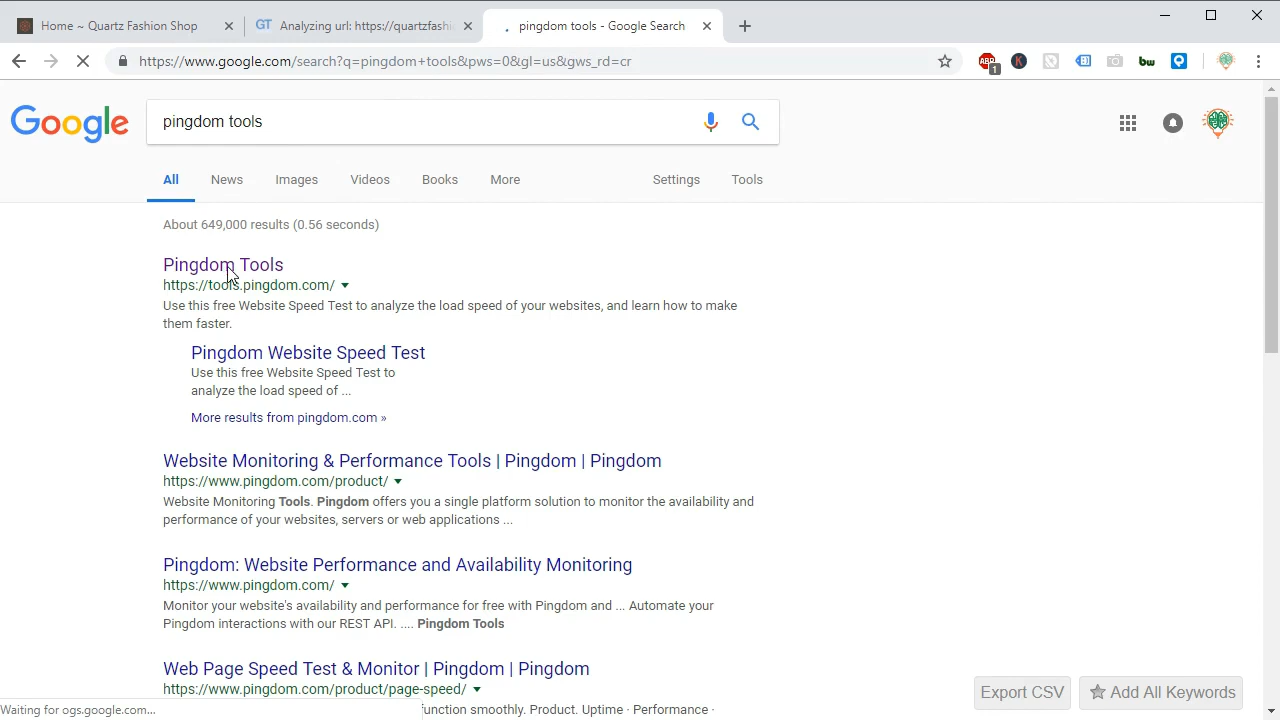 Home ~ Quartz Fashion Shop
GT Analyzing url: https://quartzfashi
pingdom tools - Google Search
https://www.google.com/search?q=pingdom+tools&pws=0&gl=us&gws_rd=cr
ABP
1
K
bw
Google
pingdom tools
All News Images Videos Books More Settings Tools
About 649,000 results (0.56 seconds)
Pingdom Tools
https://tools.pingdom.com/
Use this free Website Speed Test to analyze the load speed of your websites, and learn how to make
them faster.
Pingdom Website Speed Test
Use this free Website Speed Test to
analyze the load speed of ...
More results from pingdom.com »
Website Monitoring & Performance Tools | Pingdom | Pingdom
https://www.pingdom.com/product/
Website Monitoring Tools. Pingdom offers you a single platform solution to monitor the availability and
performance of your websites, servers or web applications ...
Pingdom: Website Performance and Availability Monitoring
https://www.pingdom.com/
Monitor your website's availability and performance for free with Pingdom and ... Automate your
Pingdom interactions with our REST API. .... Pingdom Tools
Web Page Speed Test & Monitor | Pingdom | Pingdom
https://www.pingdom.com/product/page-speed/
Export CSV
Add All Keywords
Waiting for ogs.google.com...
function smoothly. Product. Uptime · Performance ·